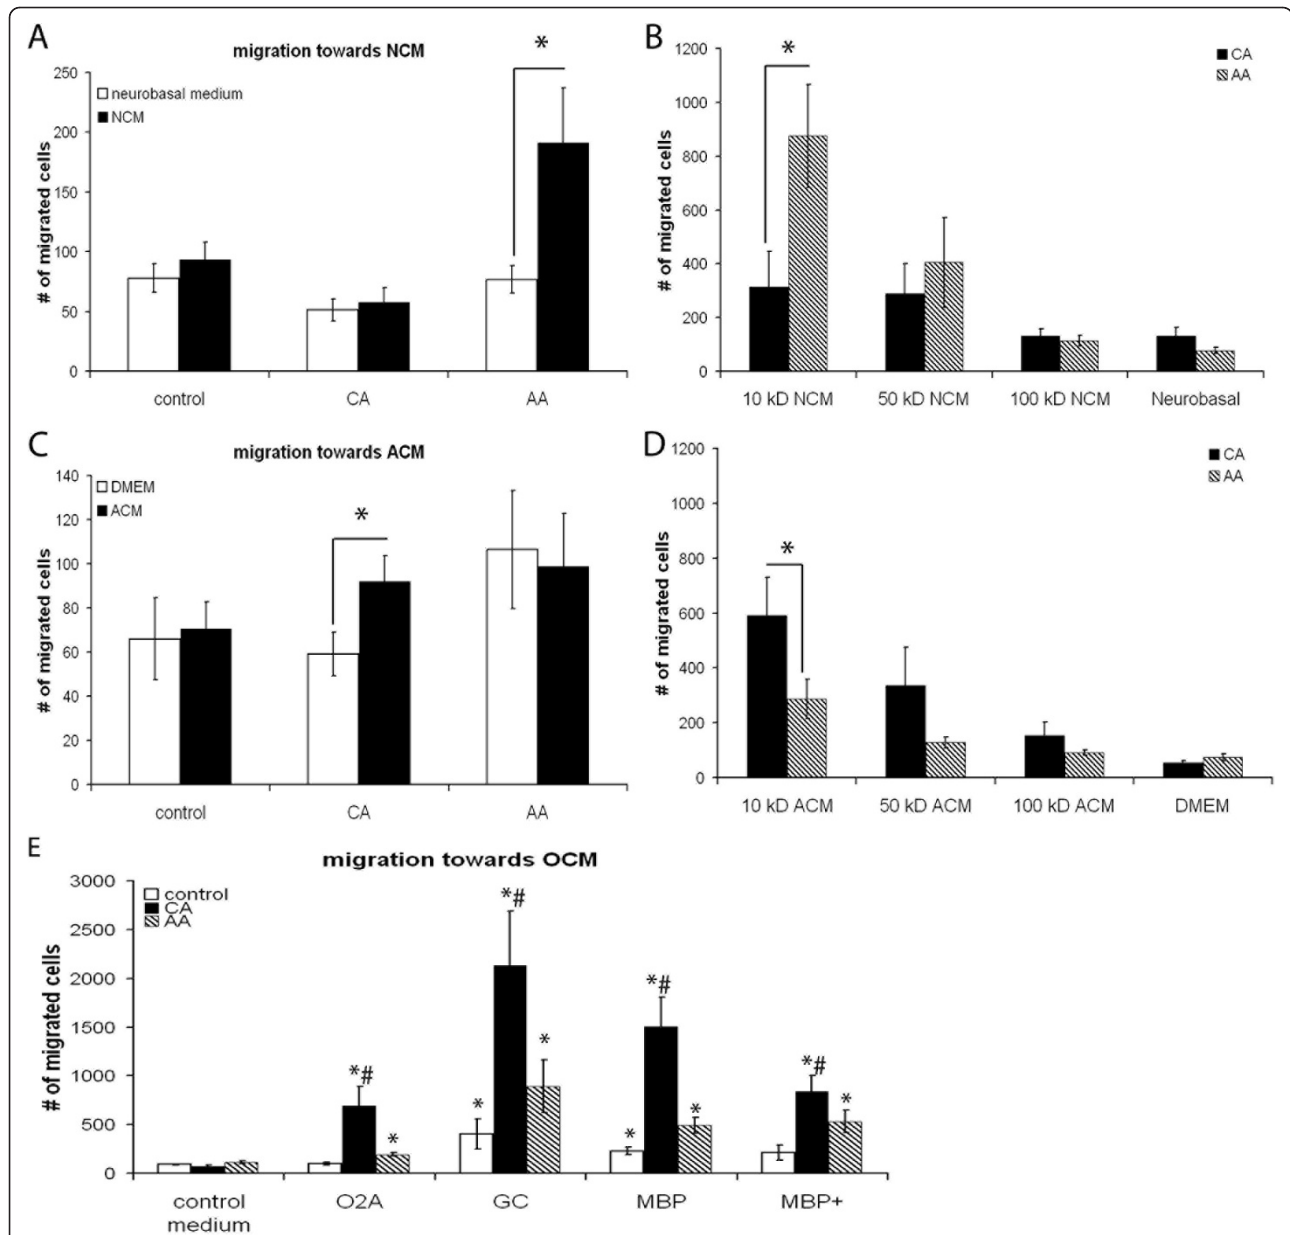 A
migration towards NCM
*
250
200
150
100
50
0
# of migrated cells
neurobasal medium
NCM
control CA AA
B
*
1200
1000
800
600
400
200
0
# of migrated cells
CA
AA
10 kD NCM 50 kD NCM 100 kD NCM Neurobasal
C
migration towards ACM
140
120
100
80
60
40
20
0
# of migrated cells
DMEM
ACM
*
control CA AA
D
1200
1000
800
600
400
200
0
# of migrated cells
CA
AA
*
10 kD ACM 50 kD ACM 100 kD ACM DMEM
E
migration towards OCM
3000
2500
2000
1500
1000
500
0
# of migrated cells
control
CA
AA
*# *
* *# *
* *# *
*# *
control medium O2A GC MBP MBP+